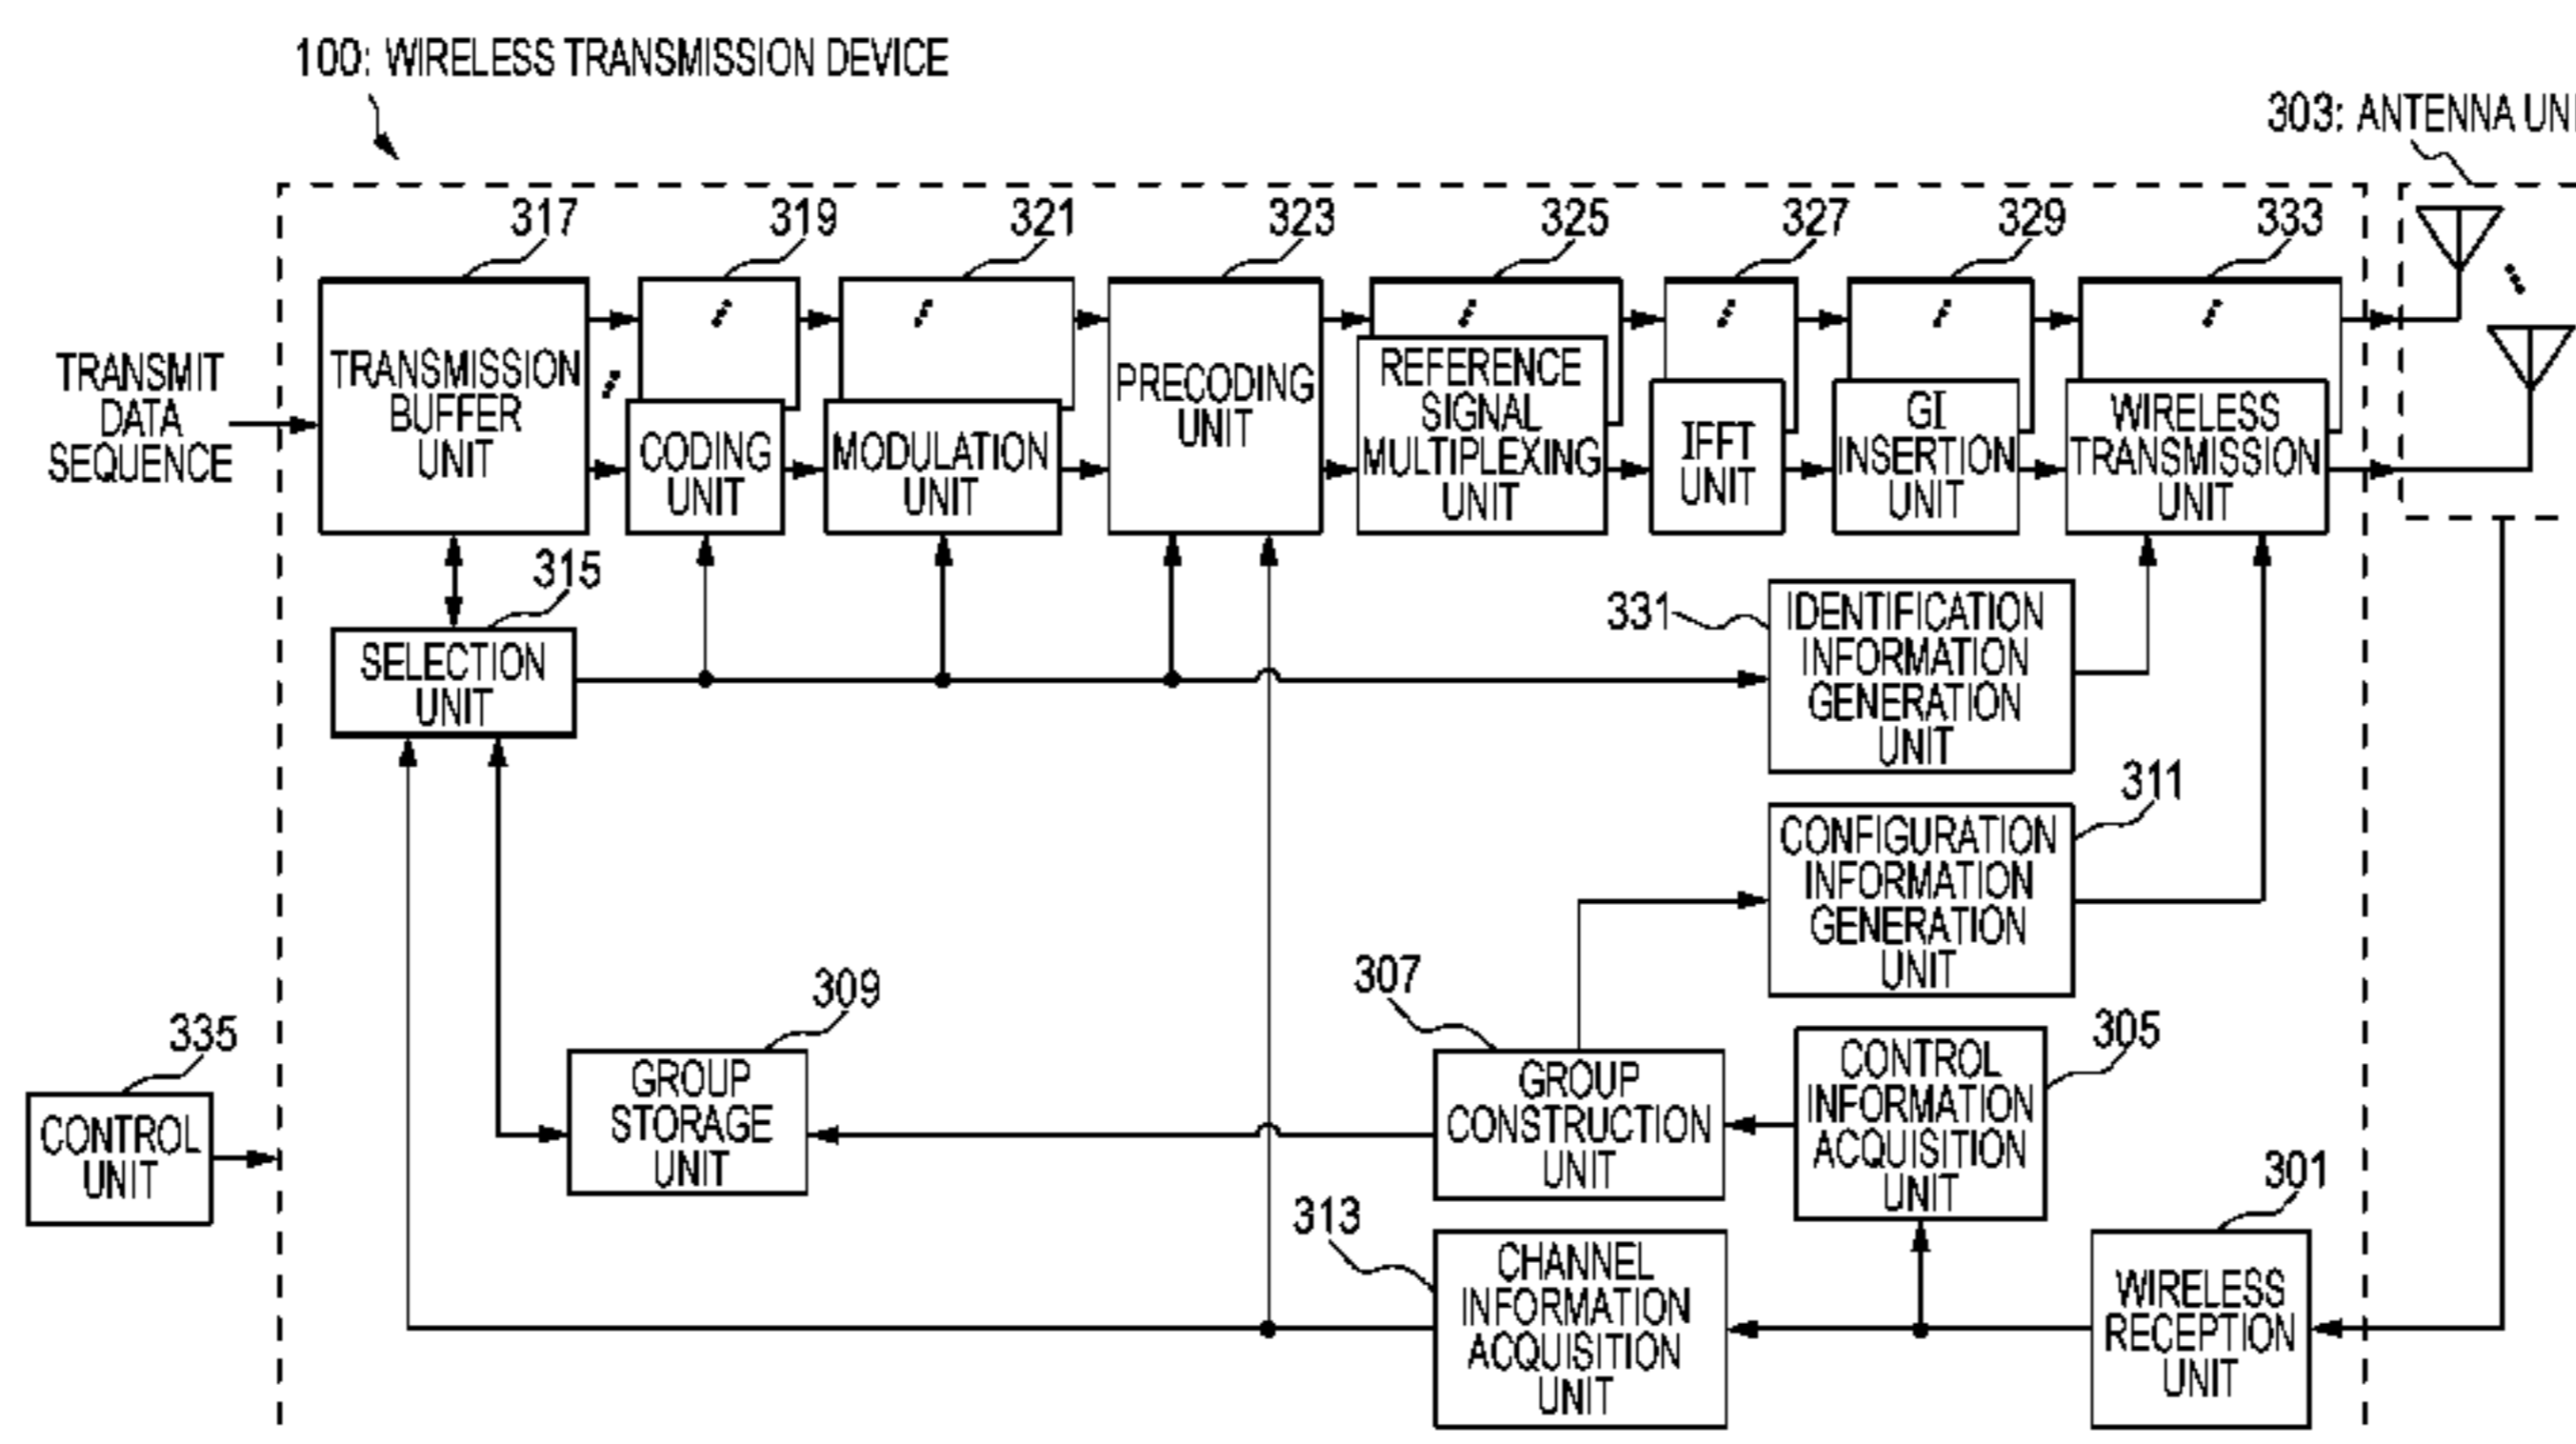 100: WIRELESS TRANSMISSION DEVICE
303: ANTENNA
317
319
321
323
325
327
329
333
TRANSMIT
DATA
SEQUENCE
TRANSMISSION
BUFFER
UNIT
CODING
UNIT
MODULATION
UNIT
PRECODING
UNIT
REFERENCE
SIGNAL
MULTIPLEXING
UNIT
IFFT
UNIT
GI
INSERTION
UNIT
WIRELESS
TRANSMISSION
UNIT
315
SELECTION
UNIT
331
IDENTIFICATION
INFORMATION
GENERATION
UNIT
311
CONFIGURATION
INFORMATION
GENERATION
UNIT
335
CONTROL
UNIT
309
GROUP
STORAGE
UNIT
307
GROUP
CONSTRUCTION
UNIT
305
CONTROL
INFORMATION
ACQUISITION
UNIT
313
CHANNEL
INFORMATION
ACQUISITION
UNIT
301
WIRELESS
RECEPTION
UNIT